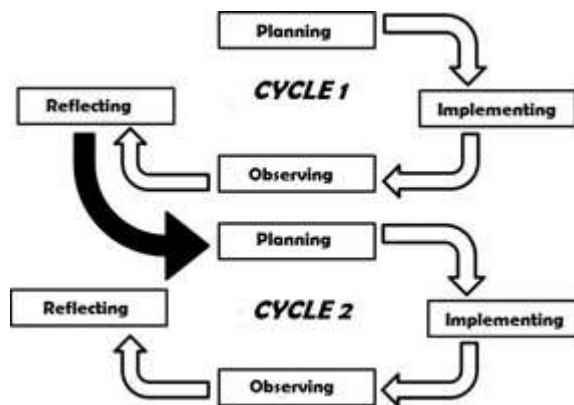 Planning
CYCLE 1
Reflecting
Implementing
Observing
Planning
CYCLE 2
Reflecting
Implementing
Observing